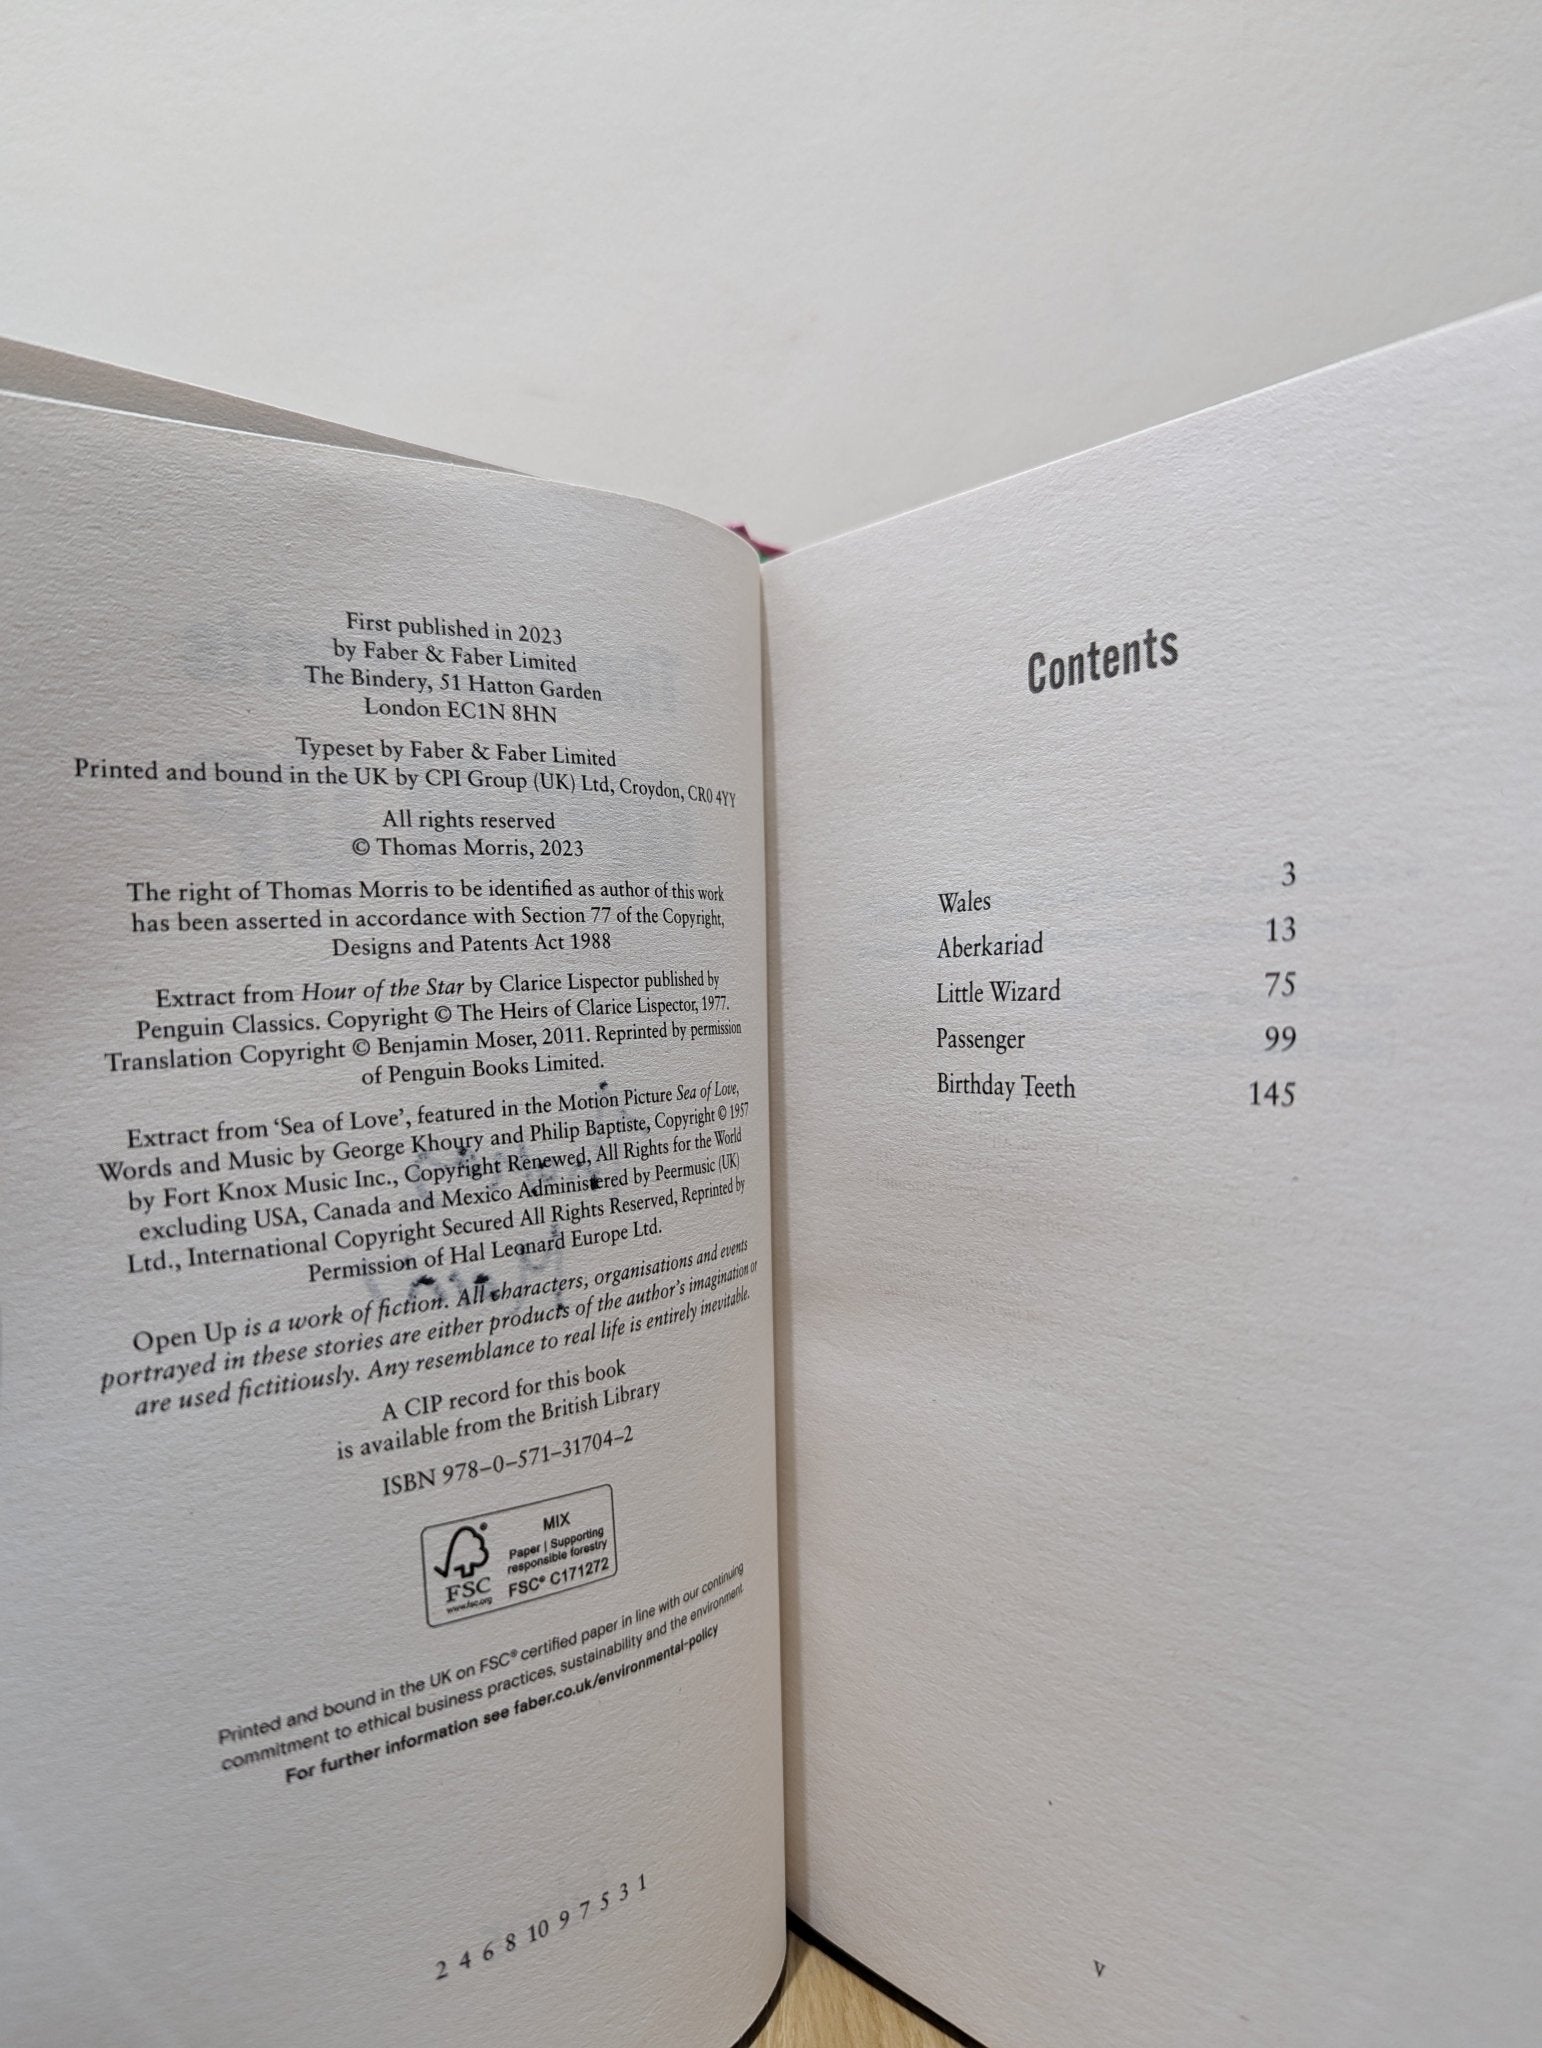 First published in 2023
by Faber & Faber Limited
The Bindery, 51 Hatton Garden
London EC1N 8HN
Typeset by Faber & Faber Limited
Printed and bound in the UK by CPI Group (UK) Ltd, Croydon, CR0 4YY
All rights reserved
© Thomas Morris, 2023
The right of Thomas Morris to be identified as author of this work
has been asserted in accordance with Section 77 of the Copyright,
Designs and Patents Act 1988
Extract from Hour of the Star by Clarice Lispector published by
Penguin Classics. Copyright © The Heirs of Clarice Lispector, 1977.
Translation Copyright © Benjamin Moser, 2011. Reprinted by permission
of Penguin Books Limited.
Extract from ‘Sea of Love’, featured in the Motion Picture Sea of Love,
Words and Music by George Khoury and Philip Baptiste, Copyright © 1957
by Fort Knox Music Inc., Copyright Renewed, All Rights for the World
excluding USA, Canada and Mexico Administered by Peermusic (UK)
Ltd., International Copyright Secured All Rights Reserved, Reprinted by
Permission of Hal Leonard Europe Ltd.
Open Up is a work of fiction. All characters, organisations and events
portrayed in these stories are either products of the author’s imagination or
are used fictitiously. Any resemblance to real life is entirely inevitable.
A CIP record for this book
is available from the British Library
ISBN 978–0–571–31704–2
MIX
Paper | Supporting
responsible forestry
FSC® C171272
FSC
www.fsc.org
Printed and bound in the UK on FSC® certified paper in line with our continuing
commitment to ethical business practices, sustainability and the environment.
For further information see faber.co.uk/environmental-policy
2 4 6 8 10 9 7 5 3 1
Contents
Wales 3
Aberkariad 13
Little Wizard 75
Passenger 99
Birthday Teeth 145
v